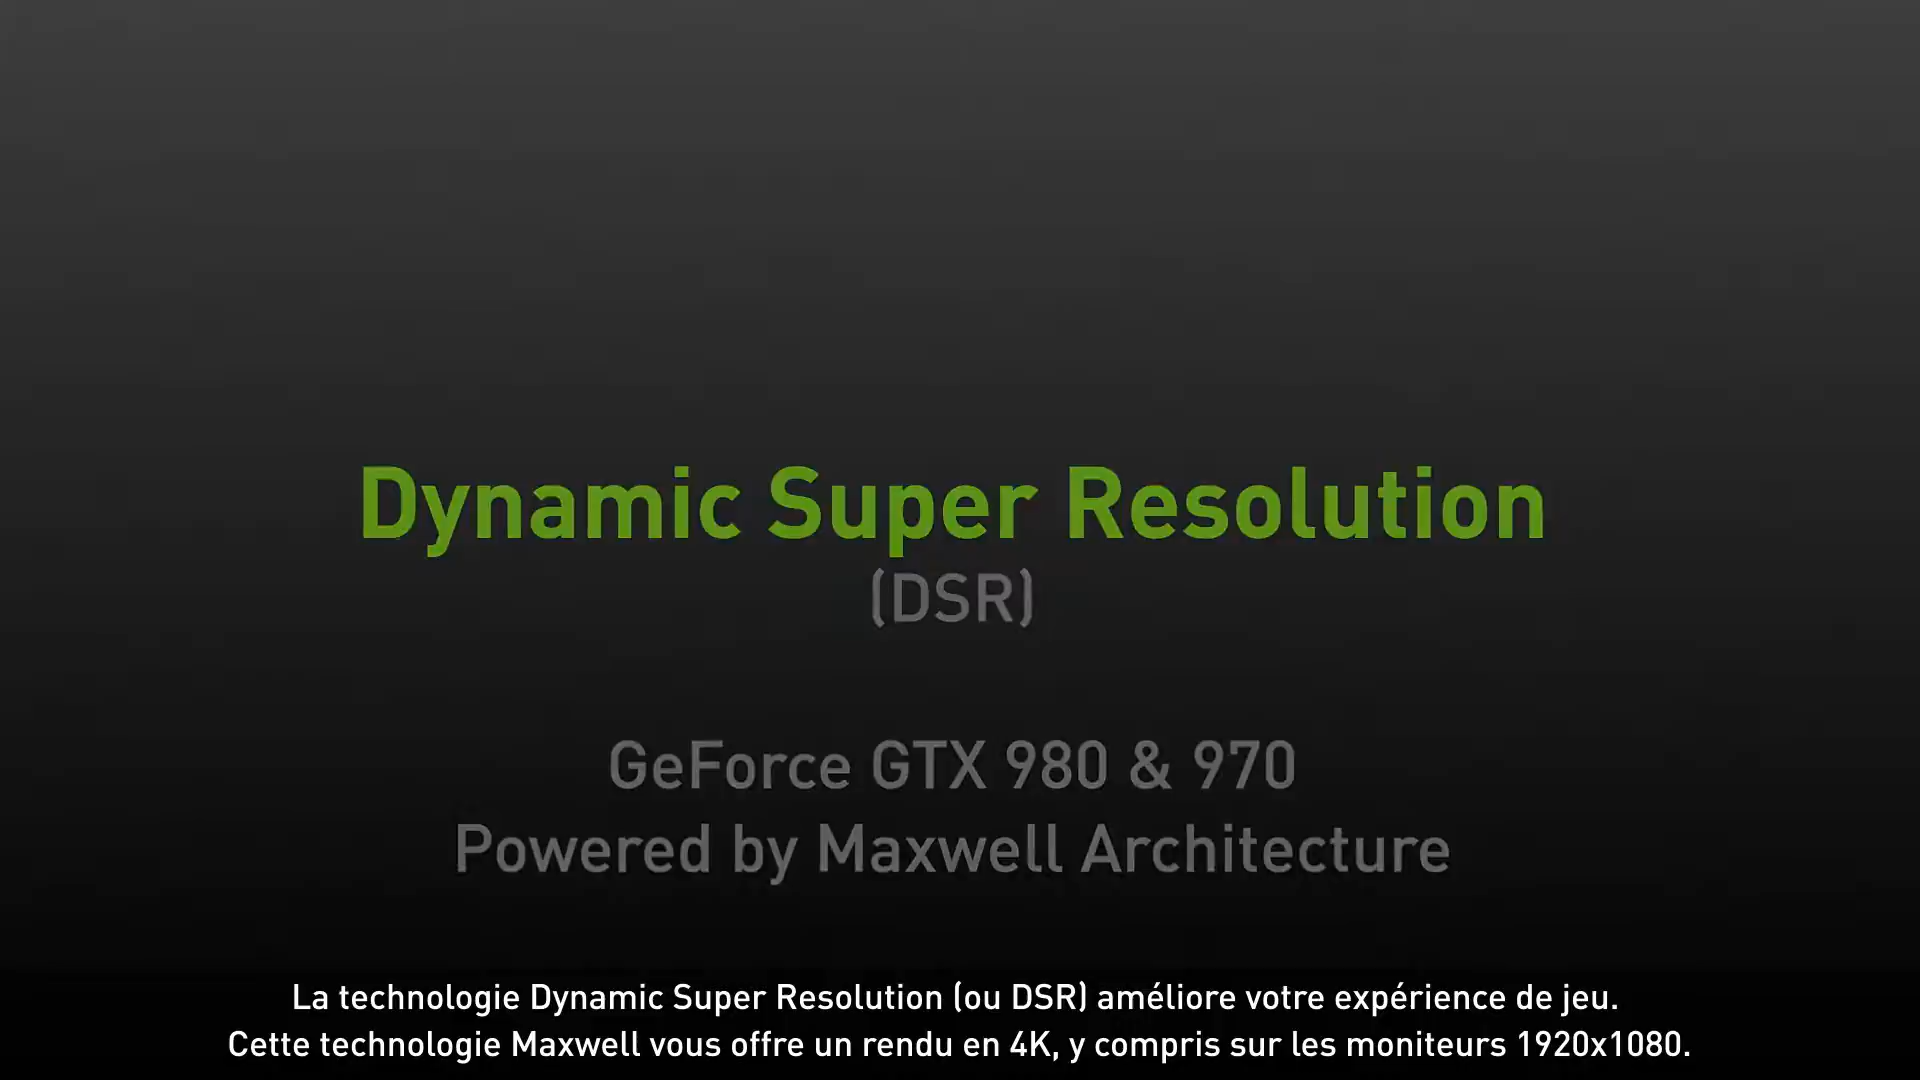 Dynamic Super Resolution
(DSR)
GeForce GTX 980 & 970
Powered by Maxwell Architecture
La technologie Dynamic Super Resolution (ou DSR) améliore votre expérience de jeu.
Cette technologie Maxwell vous offre un rendu en 4K, y compris sur les moniteurs 1920x1080.